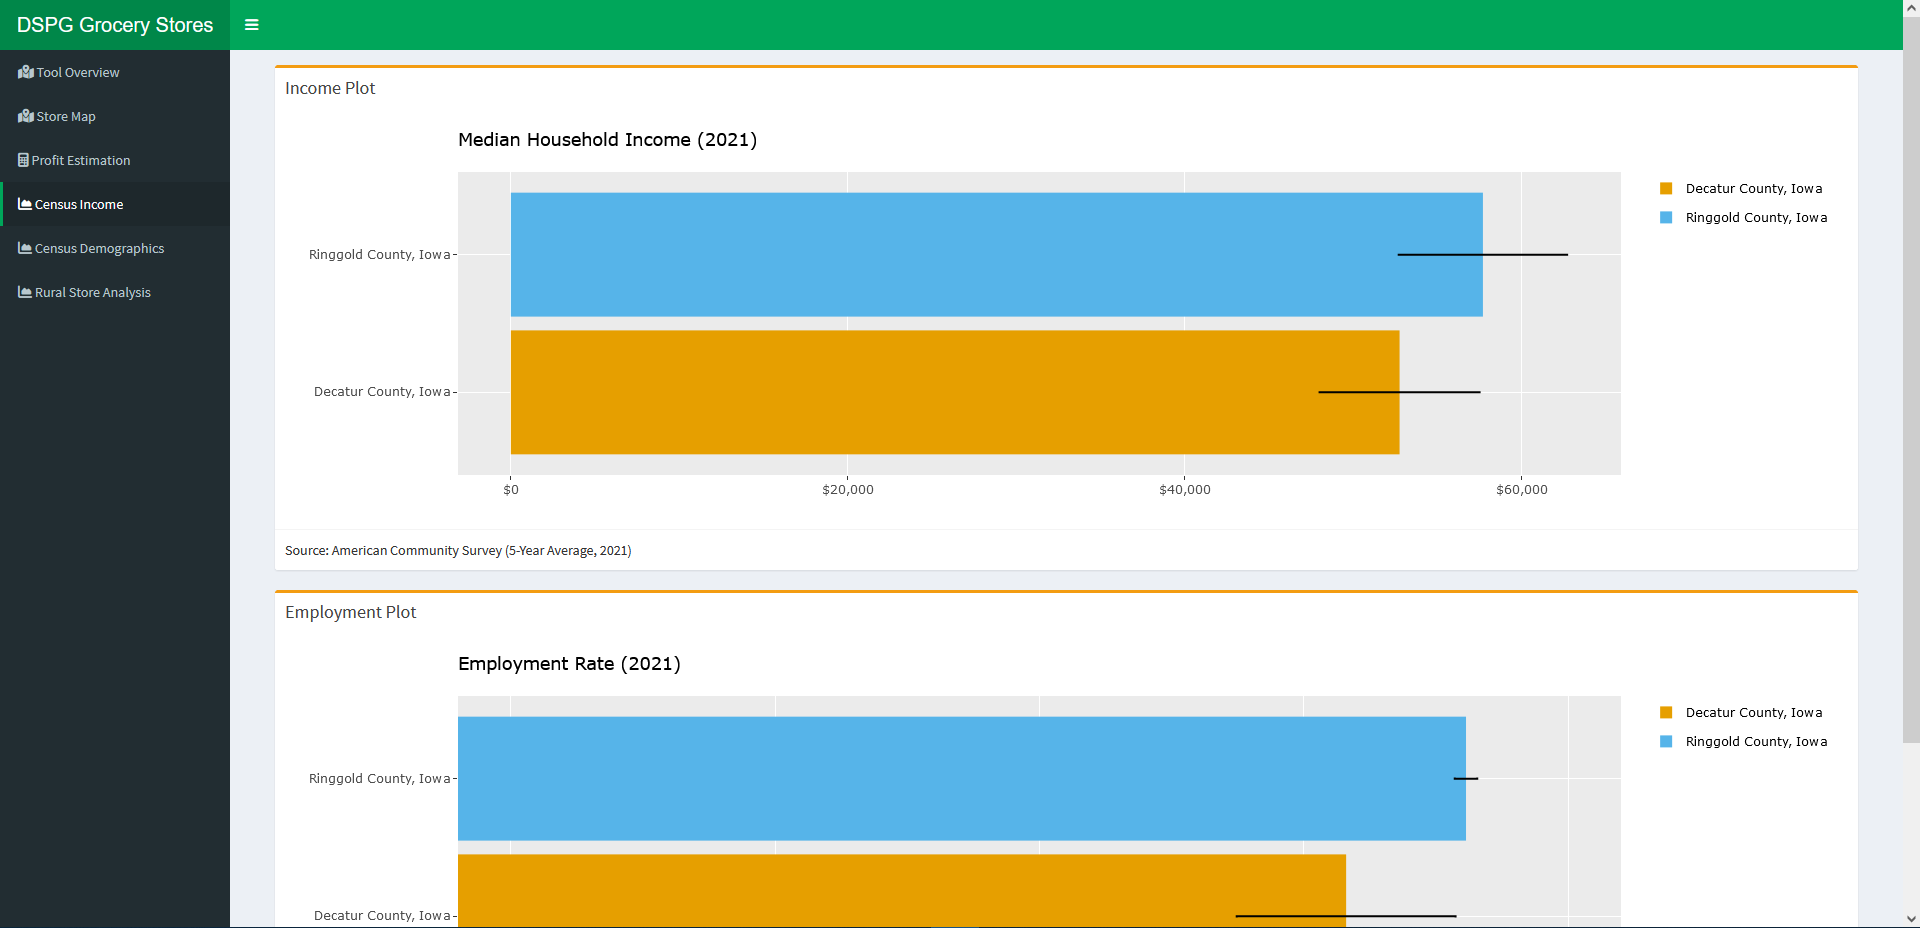 DSPG Grocery Stores
Tool Overview
Store Map
Profit Estimation
Census Income
Census Demographics
Rural Store Analysis
Income Plot
Median Household Income (2021)
Ringgold County, Iowa
Decatur County, Iowa
$0 $20,000 $40,000 $60,000
Decatur County, Iowa
Ringgold County, Iowa
Source: American Community Survey (5-Year Average, 2021)
Employment Plot
Employment Rate (2021)
Ringgold County, Iowa
Decatur County, Iowa
Decatur County, Iowa
Ringgold County, Iowa